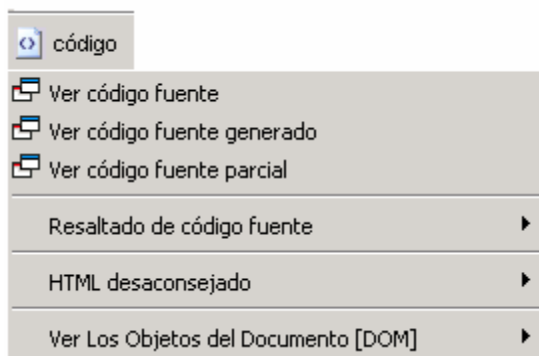 código
Ver código fuente
Ver código fuente generado
Ver código fuente parcial
Resaltado de código fuente
HTML desaconsejado
Ver Los Objetos del Documento [DOM]